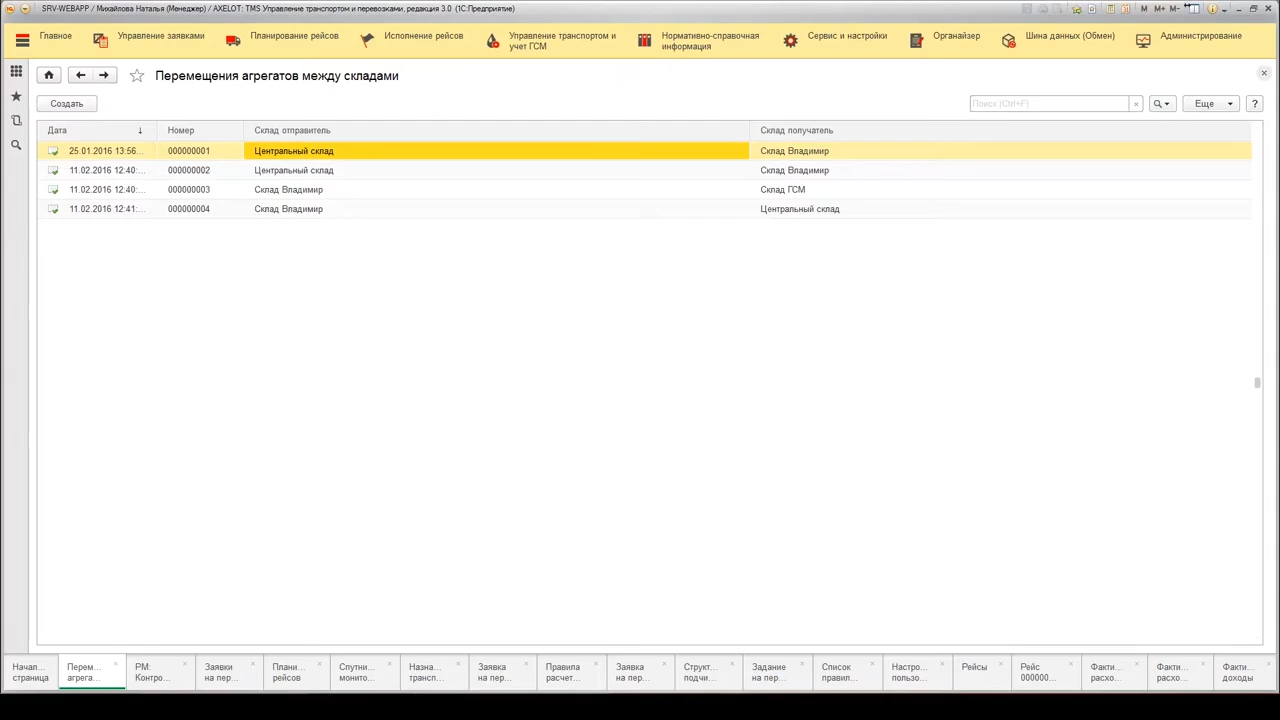 SRV-WEBAPP / Михайлова Наталья (Менеджер) / AXELOT: TMS Управление транспортом и перевозками, редакция 3.0 (1С:Предприятие)
M M+ M-
Главное
Управление заявками
Планирование рейсов
Исполнение рейсов
Управление транспортом и
учет ГСМ
Нормативно-справочная
информация
Сервис и настройки
Органайзер
Шина данных (Обмен)
Администрирование
Перемещения агрегатов между складами
Создать
Поиск (Ctrl+F)
×
Еще
?
Дата ↓ Номер Склад отправитель Склад получатель
25.01.2016 13:56... 000000001 Центральный склад Склад Владимир
11.02.2016 12:40:... 000000002 Центральный склад Склад Владимир
11.02.2016 12:40:... 000000003 Склад Владимир Склад ГСМ
11.02.2016 12:41:... 000000004 Склад Владимир Центральный склад
Начал...
страница
Перем...
агрега...
РМ:
Контро...
Заявки
на пер...
Плани...
рейсов
Спутни...
монито...
Назна...
трансп...
Заявка
на пер...
Правила
расчет...
Заявка
на пер...
Структ...
подчи...
Задание
на пер...
Список
правил...
Настро...
пользо...
Рейсы
Рейс
000000...
Факти...
расхо...
Факти...
расхо...
Факти...
доходы